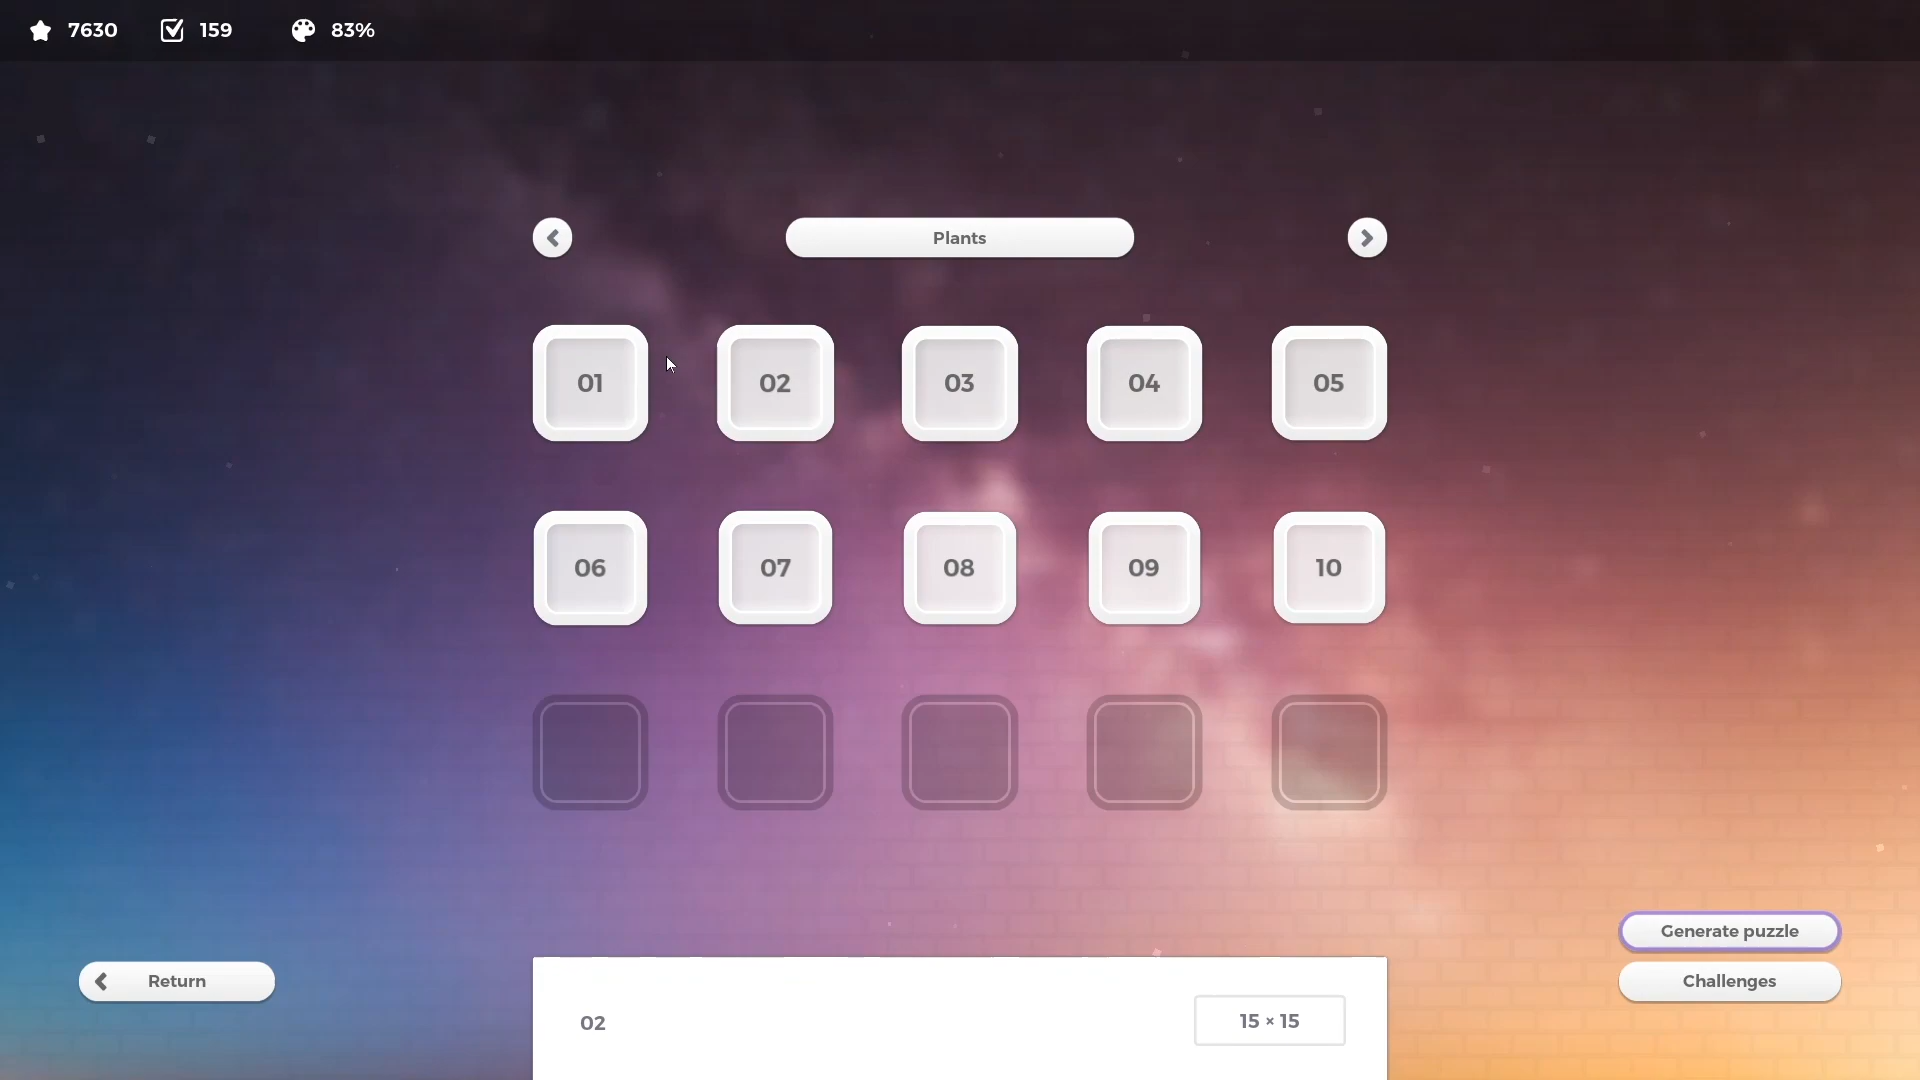 7630 159 83%
Plants
01 02 03 04 05
06 07 08 09 10
Generate puzzle
Return
Challenges
02
15 × 15